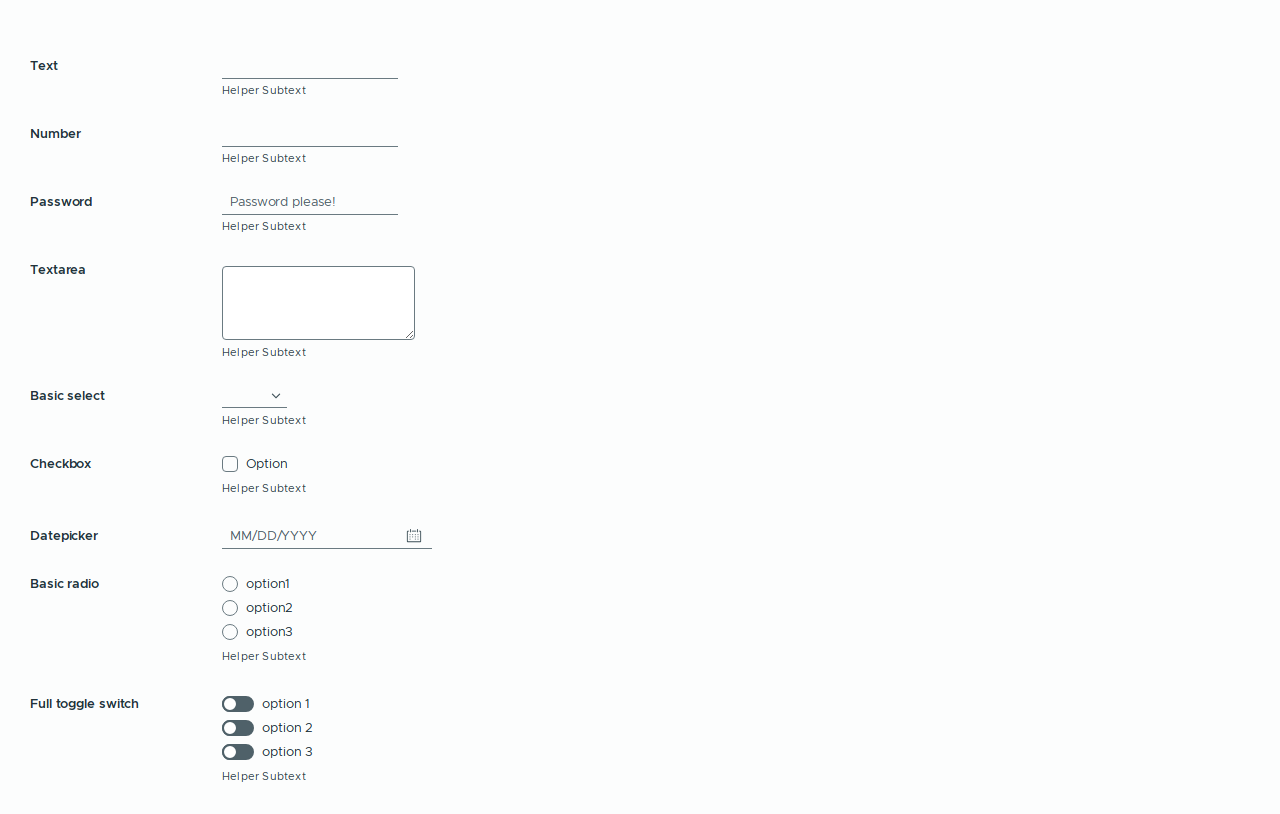 Text
Helper Subtext
Number
Helper Subtext
Password
Password please!
Helper Subtext
Textarea
Helper Subtext
Basic select
Helper Subtext
Checkbox
Option
Helper Subtext
Datepicker
MM/DD/YYYY
Basic radio
option1
option2
option3
Helper Subtext
Full toggle switch
option 1
option 2
option 3
Helper Subtext